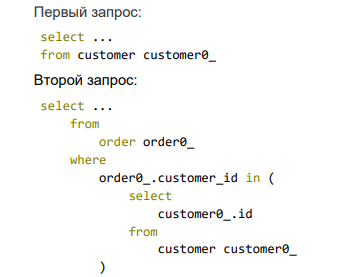 Первый запрос:
select ...
from customer customer0_
Второй запрос:
select ...
from
order order0_
where
order0_.customer_id in (
select
customer0_.id
from
customer customer0_
)